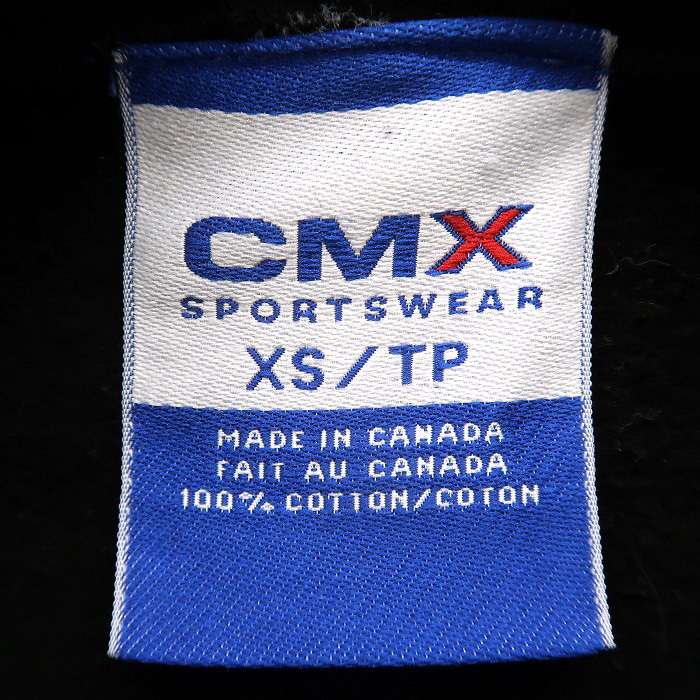 CMX
SPORTSWEAR
XS/TP
MADE IN CANADA
FAIT AU CANADA
100% COTTON/COTON